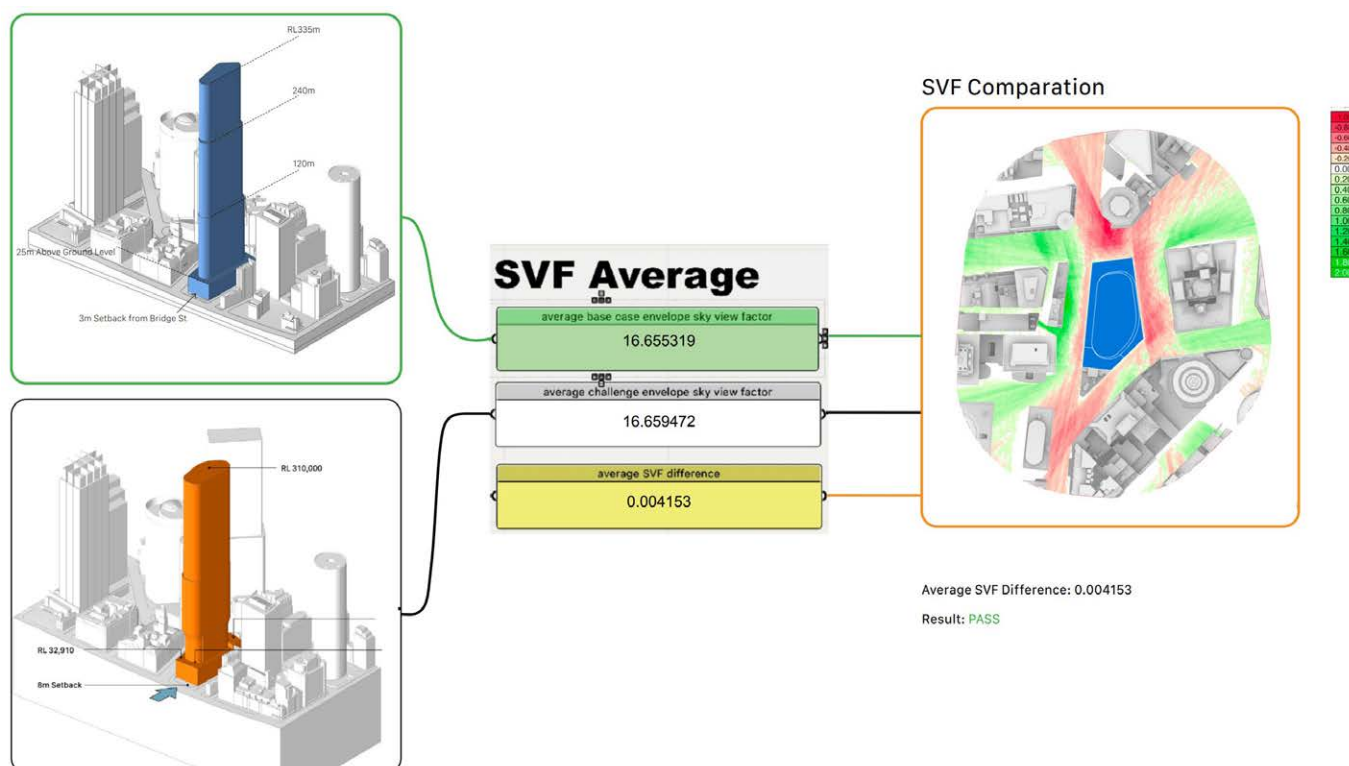 RL335m
240m
120m
25m Above Ground Level
3m Setback from Bridge St
RL 310,000
RL 32,910
8m Setback
SVF Average
average base case envelope sky view factor
16.655319
average challenge envelope sky view factor
16.659472
average SVF difference
0.004153
SVF Comparation
Average SVF Difference: 0.004153
Result: PASS